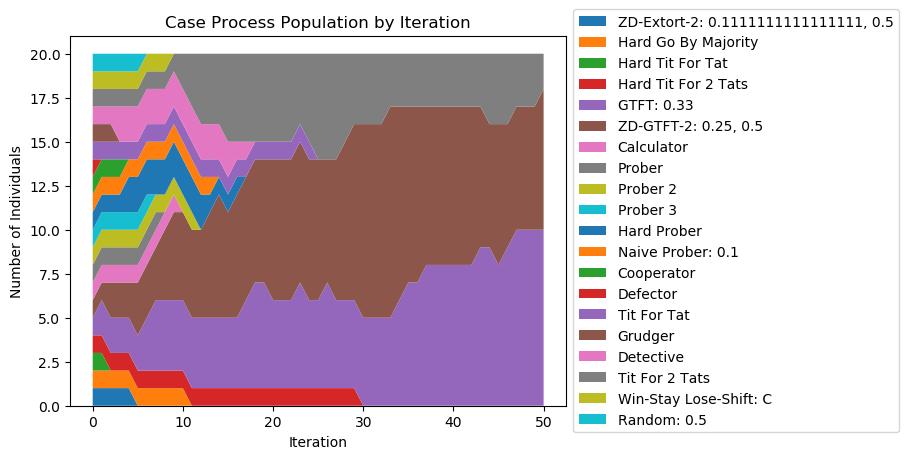 Case Process Population by Iteration
20.0
17.5
15.0
12.5
10.0
7.5
5.0
2.5
0.0
Number of Individuals
0
10
20
30
40
50
Iteration
ZD-Extort-2: 0.1111111111111111, 0.5
Hard Go By Majority
Hard Tit For Tat
Hard Tit For 2 Tats
GTFT: 0.33
ZD-GTFT-2: 0.25, 0.5
Calculator
Prober
Prober 2
Prober 3
Hard Prober
Naive Prober: 0.1
Cooperator
Defector
Tit For Tat
Grudger
Detective
Tit For 2 Tats
Win-Stay Lose-Shift: C
Random: 0.5